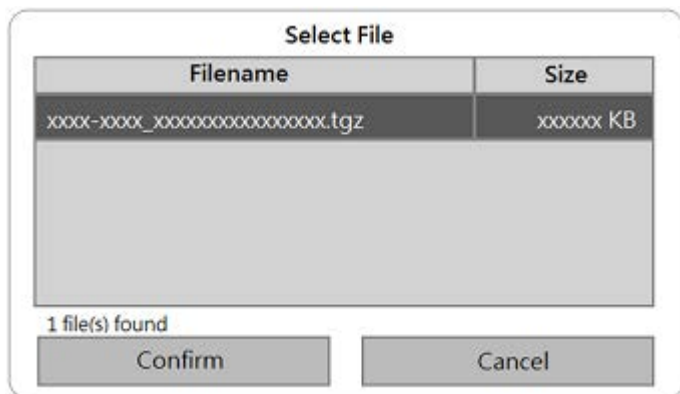 Select File
Filename Size
xxxx-xxxx_xxxxxxxxxxxxxxxx.tgz xxxxxx KB
1 file(s) found
Confirm Cancel